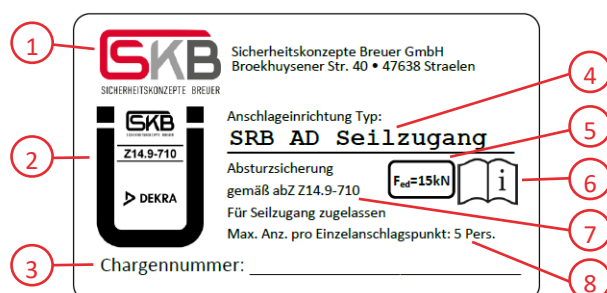 1
SKB
SICHERHEITSKONZEPTE BREUER
Sicherheitskonzepte Breuer GmbH
Broekhuysener Str. 40 • 47638 Straelen
4
Anschlageinrichtung Typ:
SRB AD Seilzugang
5
2
SKB
Z14.9-710
DEKRA
Absturzsicherung
gemäß abZ Z14.9-710
Für Seilzugang zugelassen
Max. Anz. pro Einzelanschlagspunkt: 5 Pers.
Fed=15kN
i
6
7
3
Chargennummer: ____________________
8